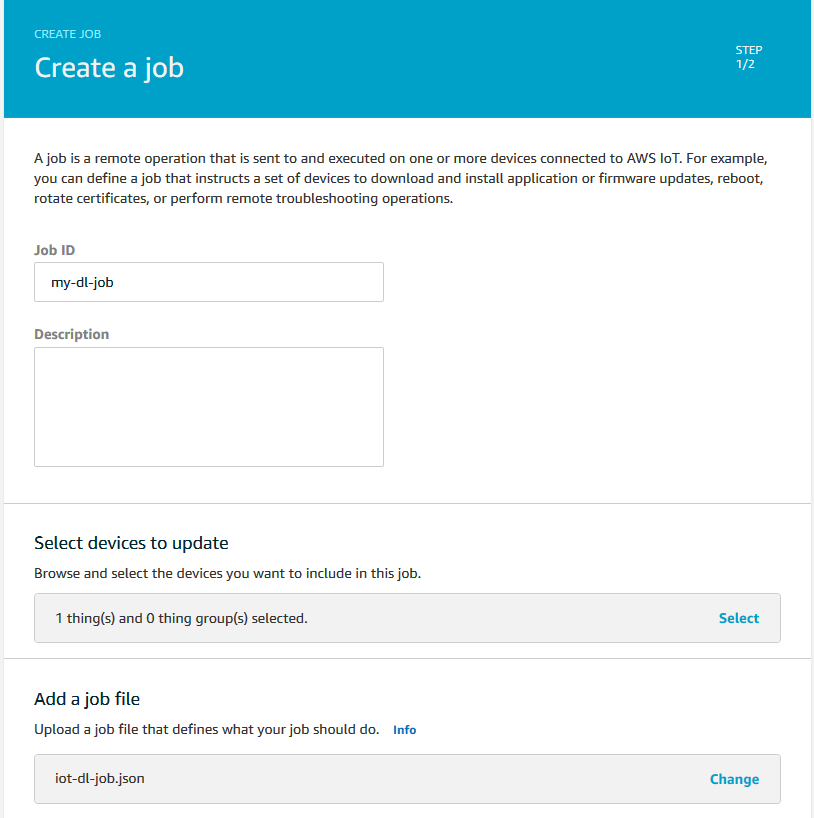 CREATE JOB
Create a job
STEP
1/2
A job is a remote operation that is sent to and executed on one or more devices connected to AWS IoT. For example,
you can define a job that instructs a set of devices to download and install application or firmware updates, reboot,
rotate certificates, or perform remote troubleshooting operations.
Job ID
my-dl-job
Description
Select devices to update
Browse and select the devices you want to include in this job.
1 thing(s) and 0 thing group(s) selected. Select
Add a job file
Upload a job file that defines what your job should do. Info
iot-dl-job.json Change